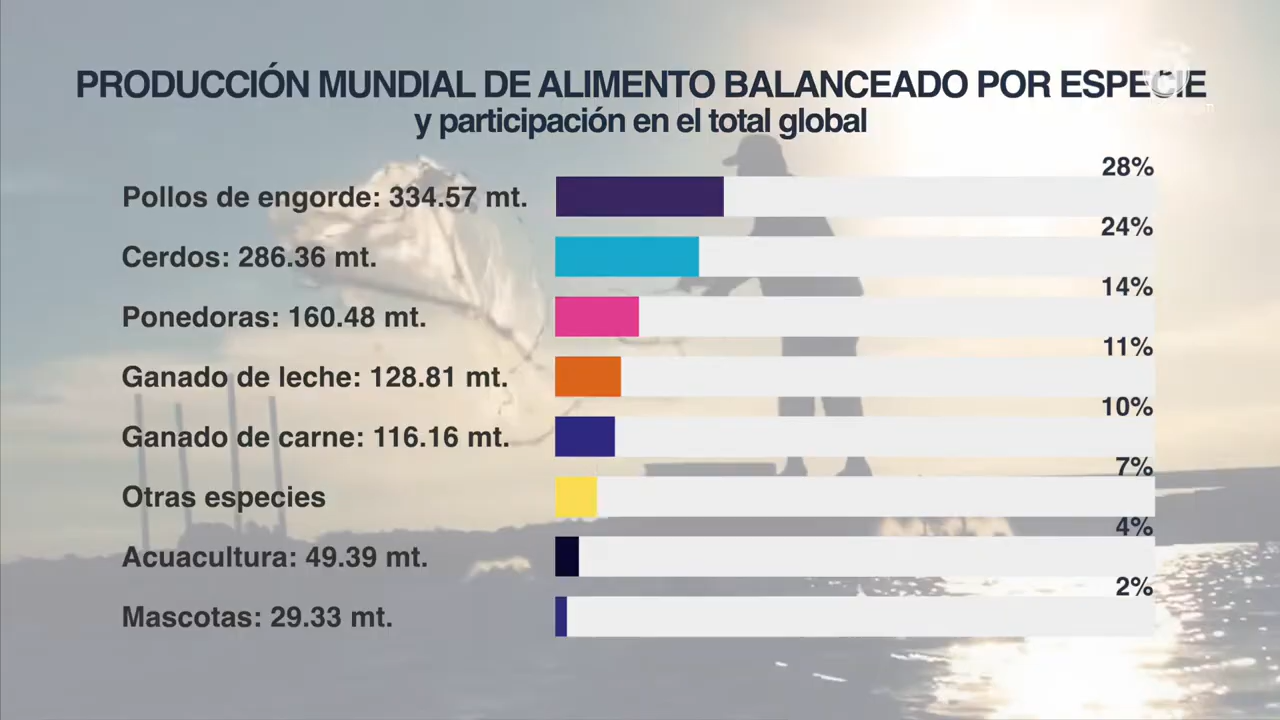 PRODUCCIÓN MUNDIAL DE ALIMENTO BALANCEADO POR ESPECIE
y participación en el total global
28%
Pollos de engorde: 334.57 mt.
24%
Cerdos: 286.36 mt.
14%
Ponedoras: 160.48 mt.
11%
Ganado de leche: 128.81 mt.
10%
Ganado de carne: 116.16 mt.
7%
Otras especies
4%
Acuacultura: 49.39 mt.
2%
Mascotas: 29.33 mt.